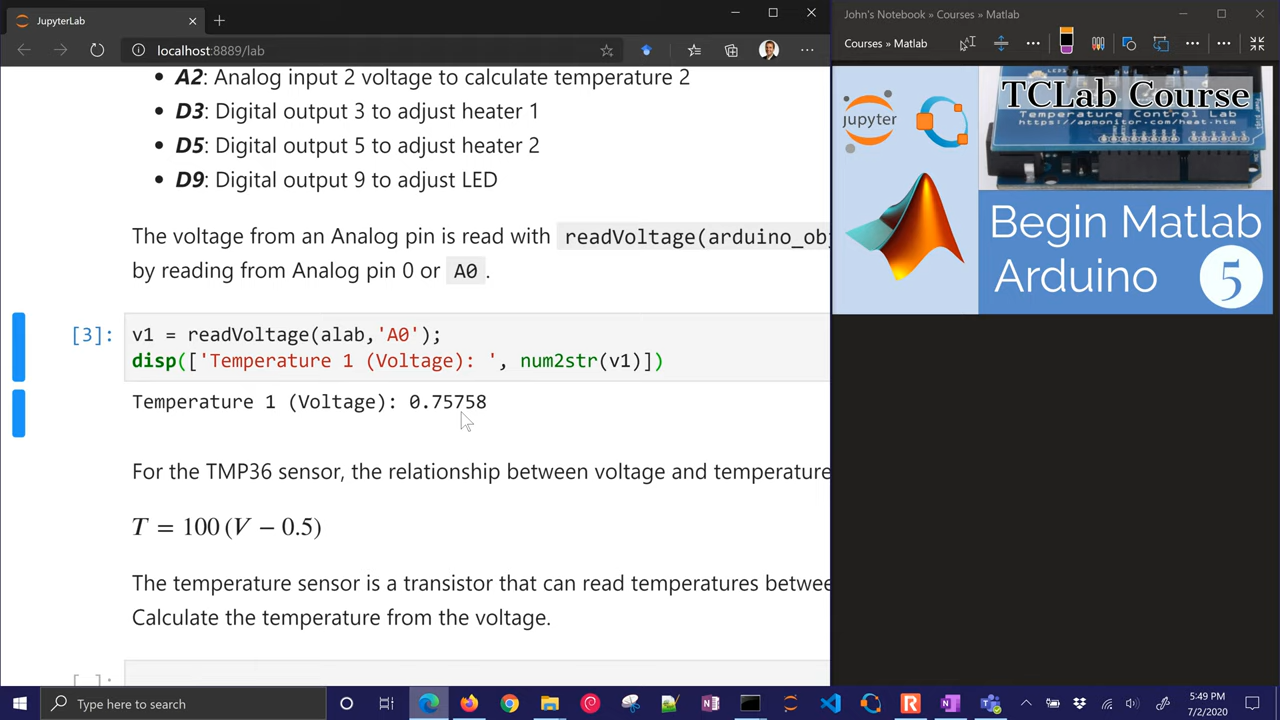 JupyterLab
localhost:8889/lab
A2: Analog input 2 voltage to calculate temperature 2
D3: Digital output 3 to adjust heater 1
D5: Digital output 5 to adjust heater 2
D9: Digital output 9 to adjust LED
The voltage from an Analog pin is read with readVoltage(arduino_ob
by reading from Analog pin 0 or A0.
[3]:
v1 = readVoltage(alab,'A0');
disp(['Temperature 1 (Voltage): ', num2str(v1)])
Temperature 1 (Voltage): 0.75758
For the TMP36 sensor, the relationship between voltage and temperature
T = 100 (V − 0.5)
The temperature sensor is a transistor that can read temperatures betwee
Calculate the temperature from the voltage.
[ ]:
John's Notebook » Courses » Matlab
Courses » Matlab
jupyter
TCLab Course
Temperature Control Lab
https://apmonitor.com/heat.htm
Begin Matlab
Arduino 5
Type here to search
5:49 PM
7/2/2020